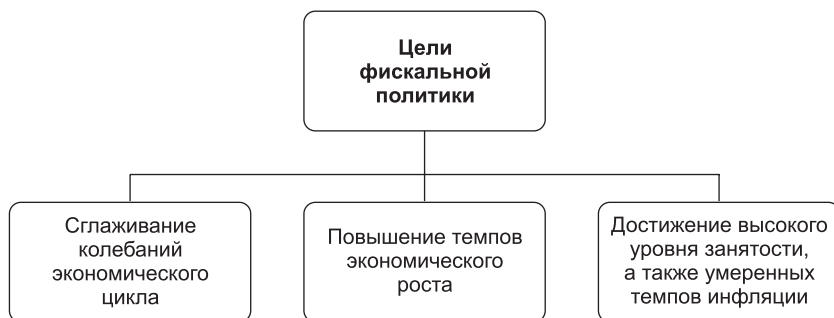 Цели
фискальной
политики
Сглаживание
колебаний
экономического
цикла
Повышение темпов
экономического
роста
Достижение высокого
уровня занятости,
а также умеренных
темпов инфляции